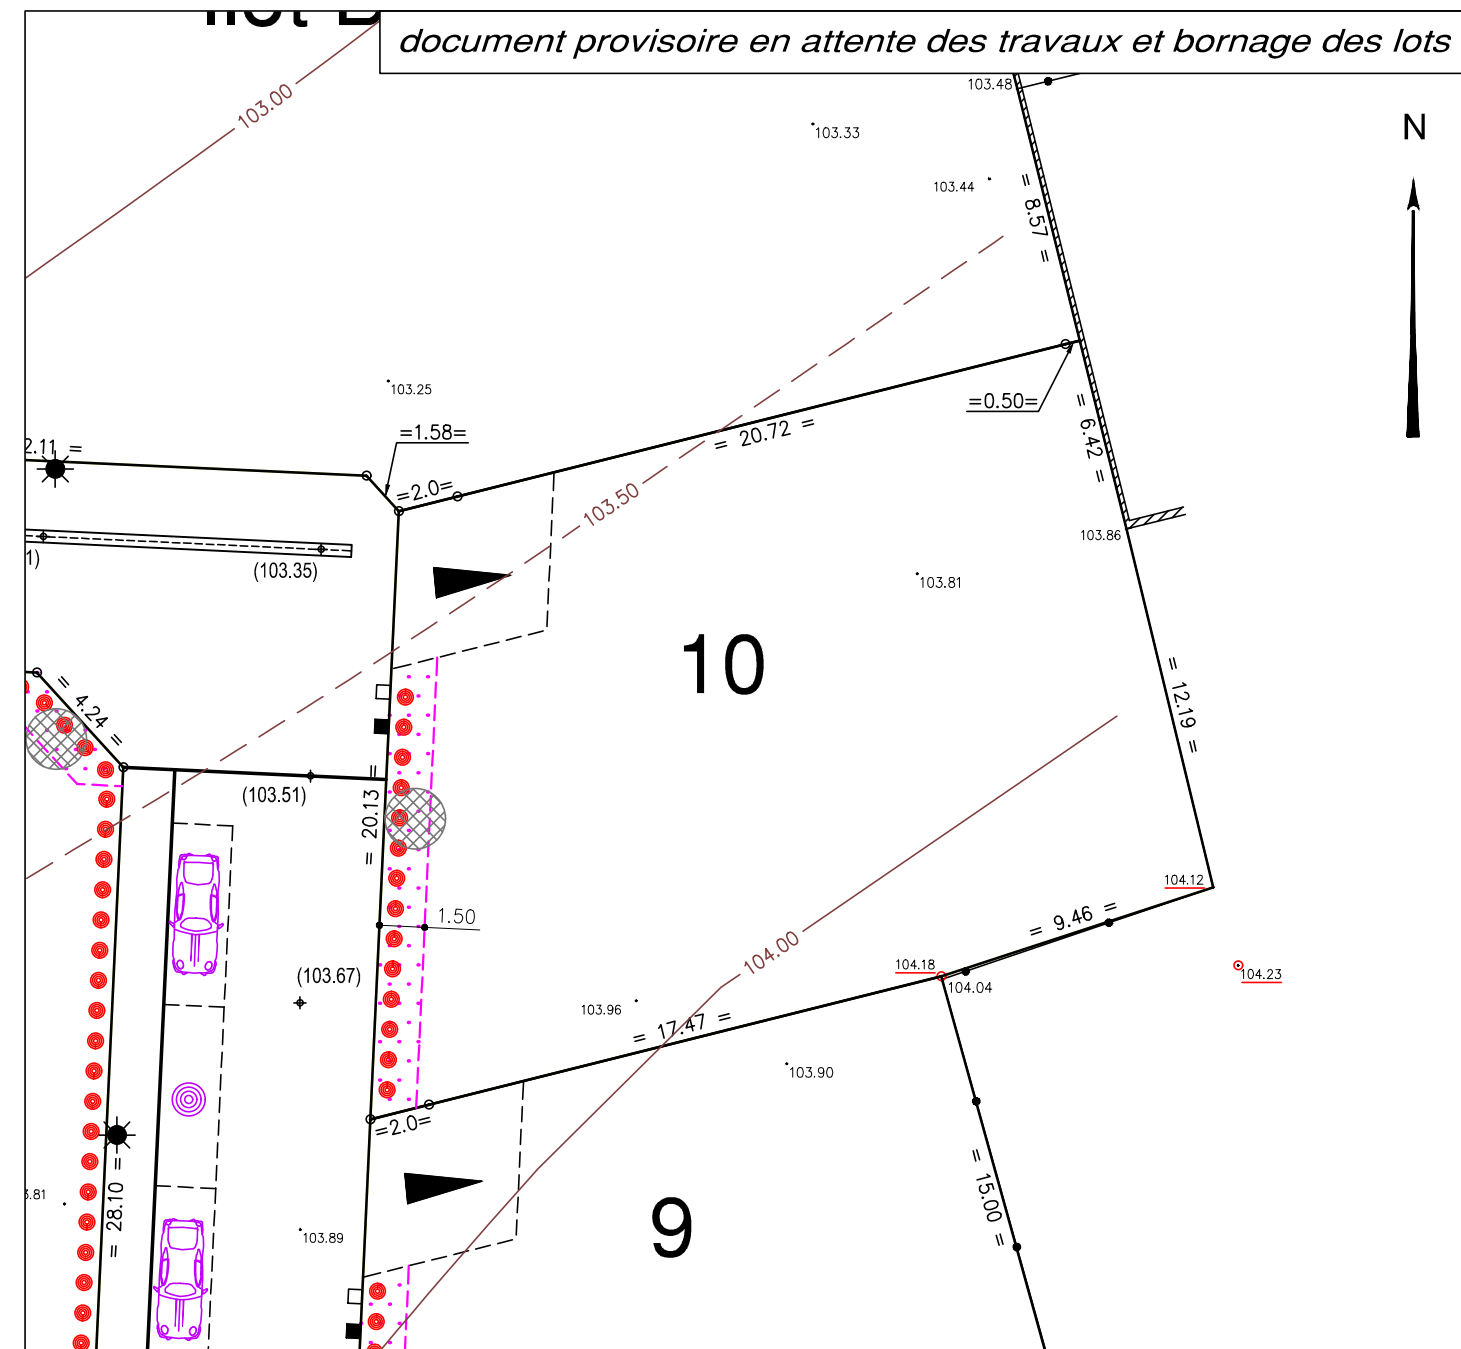 document provisoire en attente des travaux et bornage des lots
103.48
103.00
103.33
N
103.44
= 8.57 =
103.25
=0.50=
=1.58=
= 6.42 =
= 20.72 =
2.11 =
=2.0=
103.50
103.86
(103.35)
103.81
10
= 4.24 =
= 12.19 =
(103.51)
= 20.13 =
104.12
1.50
= 9.46 =
104.00
104.18
(103.67)
104.23
104.04
103.96
= 17.47 =
103.90
=2.0=
= 15.00 =
= 28.10 =
9
103.89